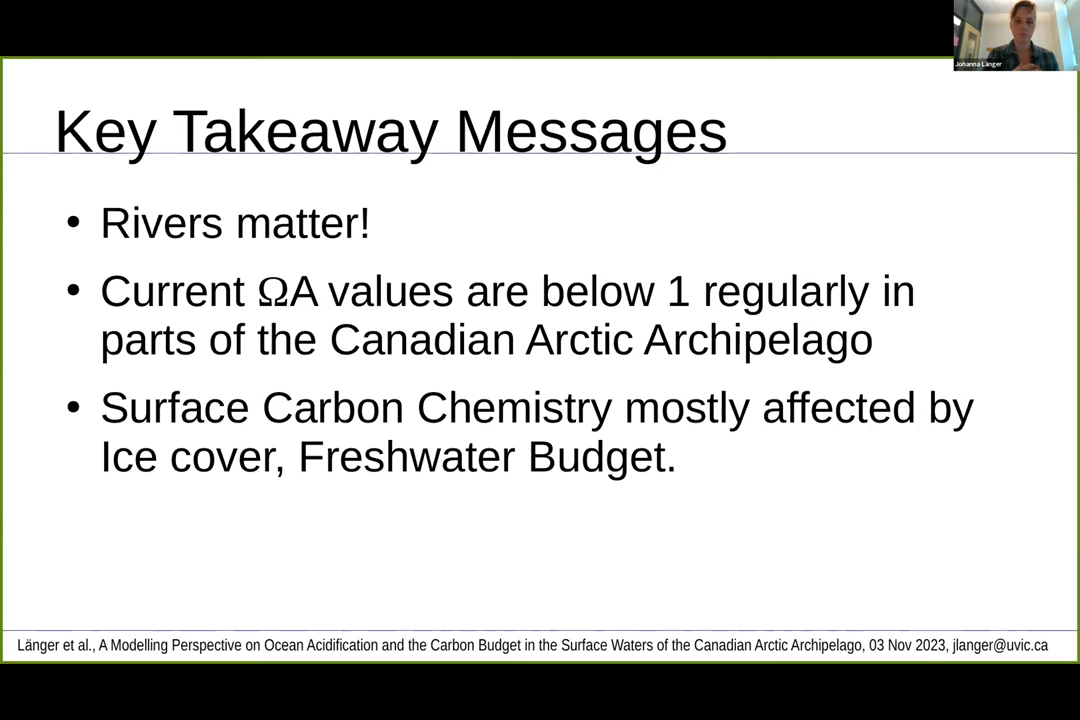 Johanna Länger
Key Takeaway Messages
• Rivers matter!
• Current ΩA values are below 1 regularly in
parts of the Canadian Arctic Archipelago
• Surface Carbon Chemistry mostly affected by
Ice cover, Freshwater Budget.
Länger et al., A Modelling Perspective on Ocean Acidification and the Carbon Budget in the Surface Waters of the Canadian Arctic Archipelago, 03 Nov 2023, jlanger@uvic.ca